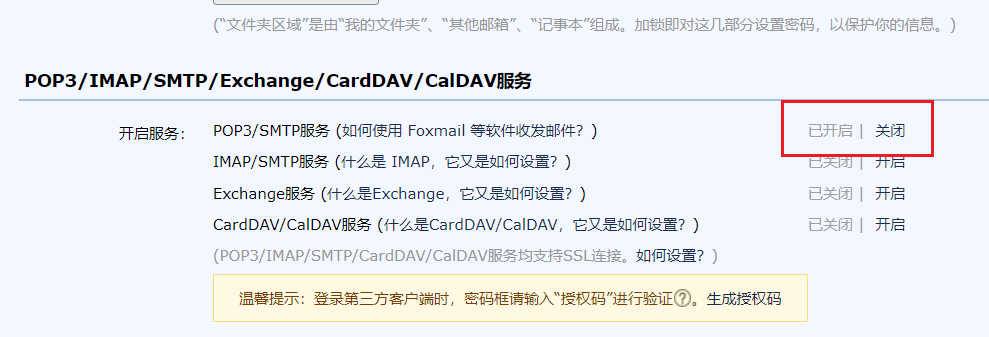 (“文件夹区域”是由“我的文件夹”、“其他邮箱”、“记事本”组成。加锁即对这几部分设置密码，以保护你的信息。)
POP3/IMAP/SMTP/Exchange/CardDAV/CalDAV服务
开启服务： POP3/SMTP服务 (如何使用 Foxmail 等软件收发邮件？) 已开启 | 关闭
IMAP/SMTP服务 (什么是 IMAP，它又是如何设置？) 已关闭 | 开启
Exchange服务 (什么是Exchange，它又是如何设置？) 已关闭 | 开启
CardDAV/CalDAV服务 (什么是CardDAV/CalDAV，它又是如何设置？) 已关闭 | 开启
(POP3/IMAP/SMTP/CardDAV/CalDAV服务均支持SSL连接。如何设置？)
温馨提示：登录第三方客户端时，密码框请输入“授权码”进行验证?。生成授权码